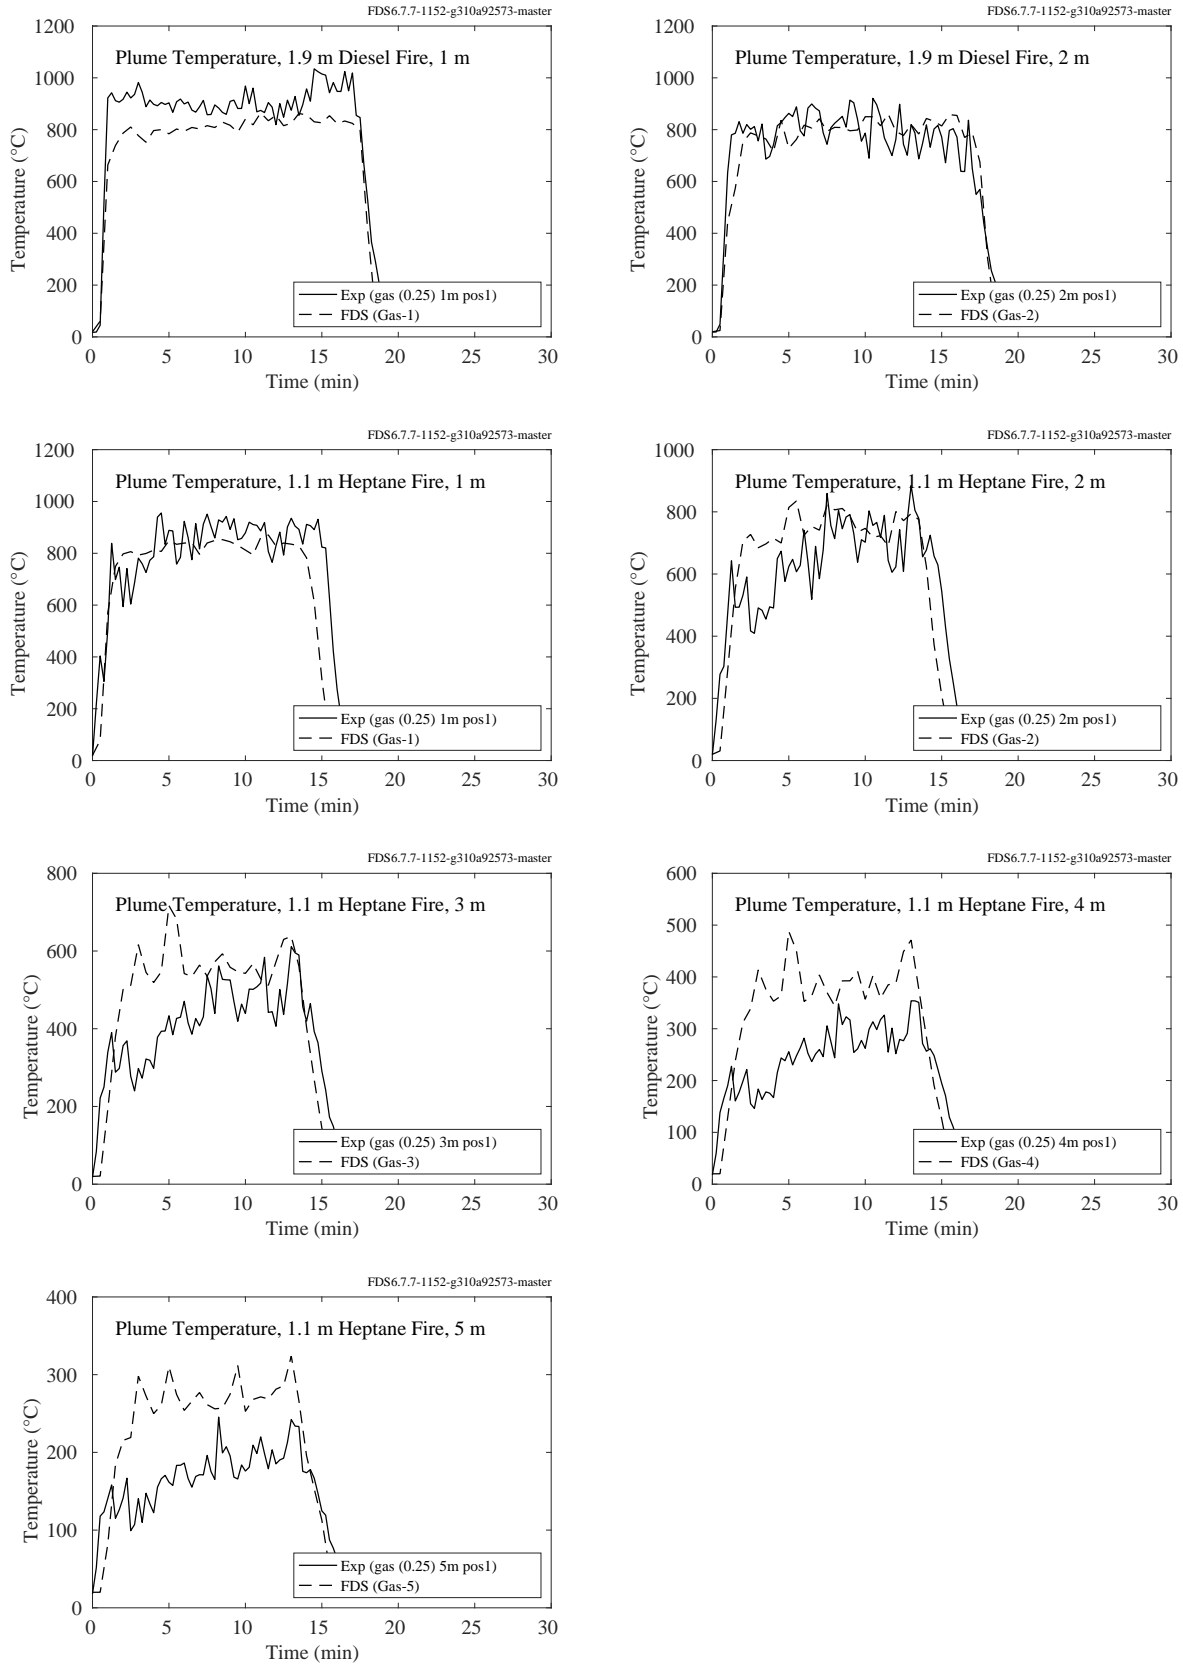 FDS6.7.7-1152-g310a92573-master
Plume Temperature, 1.9 m Diesel Fire, 1 m
1200
1000
800
600
400
200
0
Temperature (°C)
Exp (gas (0.25) 1m pos1)
FDS (Gas-1)
0 5 10 15 20 25 30
Time (min)
FDS6.7.7-1152-g310a92573-master
Plume Temperature, 1.9 m Diesel Fire, 2 m
1200
1000
800
600
400
200
0
Temperature (°C)
Exp (gas (0.25) 2m pos1)
FDS (Gas-2)
0 5 10 15 20 25 30
Time (min)
FDS6.7.7-1152-g310a92573-master
Plume Temperature, 1.1 m Heptane Fire, 1 m
1200
1000
800
600
400
200
0
Temperature (°C)
Exp (gas (0.25) 1m pos1)
FDS (Gas-1)
0 5 10 15 20 25 30
Time (min)
FDS6.7.7-1152-g310a92573-master
Plume Temperature, 1.1 m Heptane Fire, 2 m
1000
800
600
400
200
0
Temperature (°C)
Exp (gas (0.25) 2m pos1)
FDS (Gas-2)
0 5 10 15 20 25 30
Time (min)
FDS6.7.7-1152-g310a92573-master
Plume Temperature, 1.1 m Heptane Fire, 3 m
800
600
400
200
0
Temperature (°C)
Exp (gas (0.25) 3m pos1)
FDS (Gas-3)
0 5 10 15 20 25 30
Time (min)
FDS6.7.7-1152-g310a92573-master
Plume Temperature, 1.1 m Heptane Fire, 4 m
600
500
400
300
200
100
0
Temperature (°C)
Exp (gas (0.25) 4m pos1)
FDS (Gas-4)
0 5 10 15 20 25 30
Time (min)
FDS6.7.7-1152-g310a92573-master
Plume Temperature, 1.1 m Heptane Fire, 5 m
400
300
200
100
0
Temperature (°C)
Exp (gas (0.25) 5m pos1)
FDS (Gas-5)
0 5 10 15 20 25 30
Time (min)